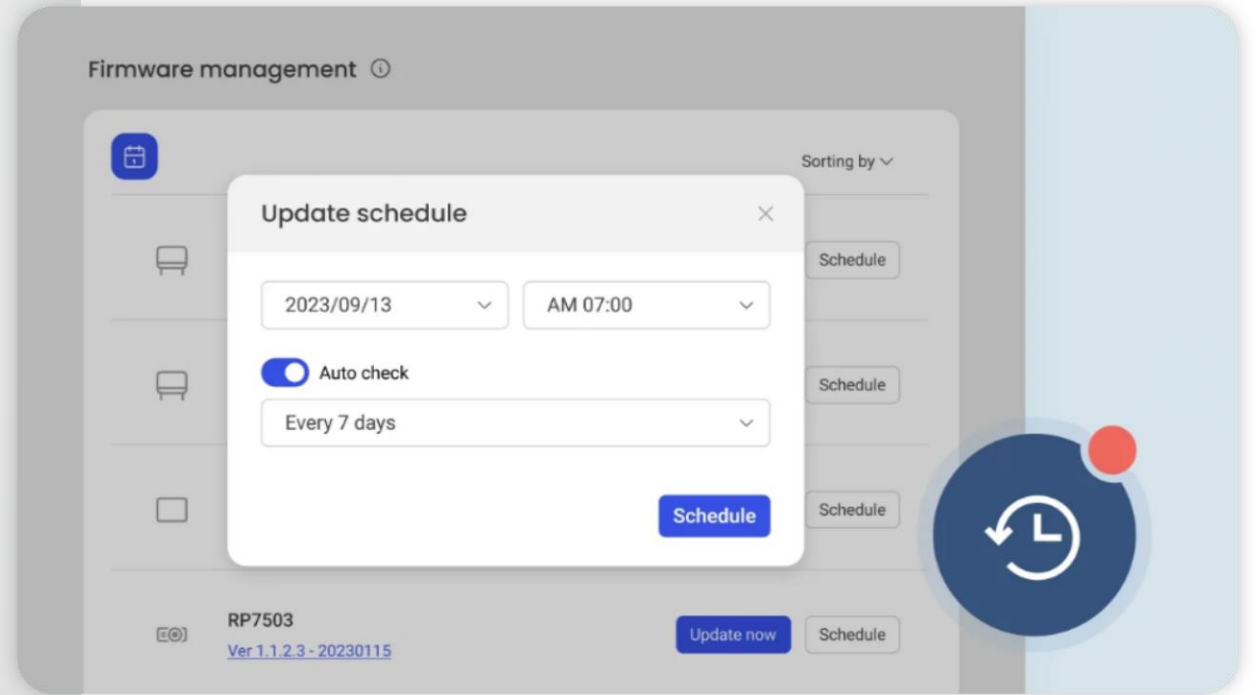 Firmware management
Sorting by
Update schedule
Schedule
2023/09/13
AM 07:00
Auto check
Schedule
Every 7 days
Schedule
Schedule
RP7503
Update now
Schedule
Ver 1.1.2.3 - 20230115